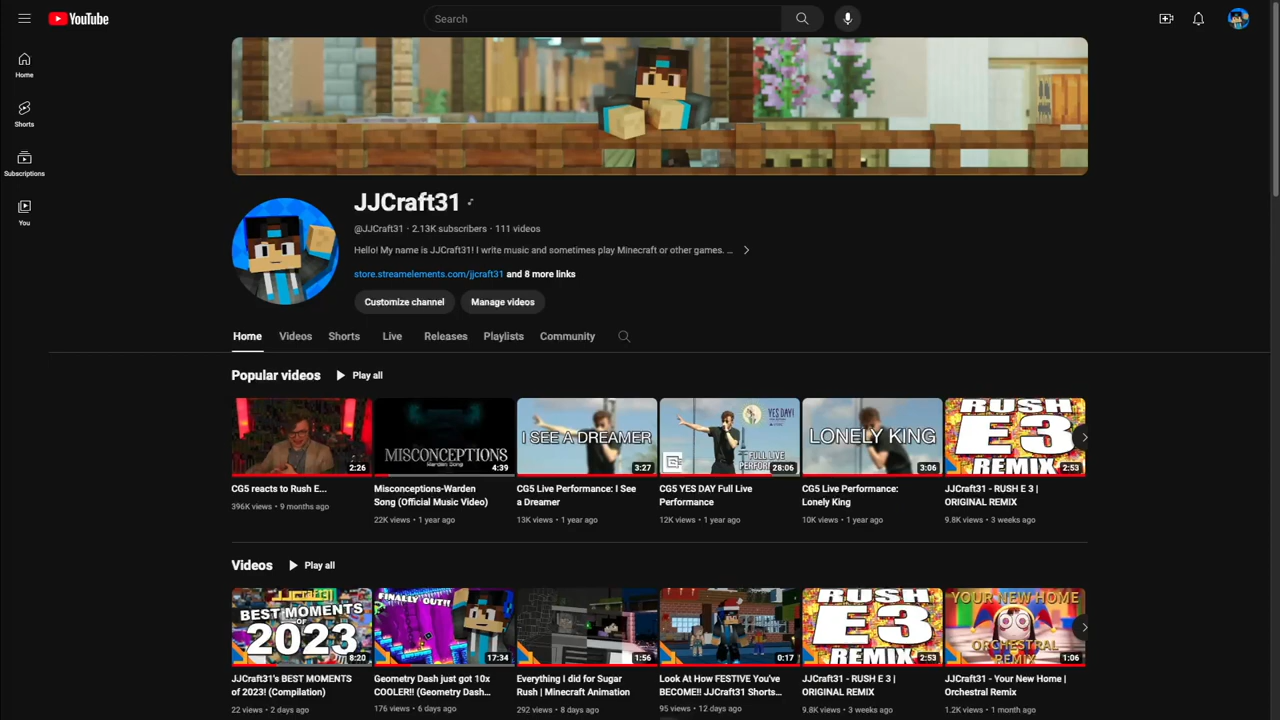 YouTube
Search
Home
Shorts
Subscriptions
You
JJCraft31
@JJCraft31 · 2.13K subscribers · 111 videos
Hello! My name is JJCraft31! I write music and sometimes play Minecraft or other games. ...
store.streamelements.com/jjcraft31 and 8 more links
Customize channel
Manage videos
Home Videos Shorts Live Releases Playlists Community
Popular videos Play all
2:26
MISCONCEPTIONS
Warden Song
4:39
I SEE A DREAMER
3:27
YES DAY!
FULL LIVE
28:06
LONELY KING
3:06
RUSH
E3
REMIX
2:53
CG5 reacts to Rush E...
396K views · 9 months ago
Misconceptions-Warden
Song (Official Music Video)
22K views · 1 year ago
CG5 Live Performance: I See
a Dreamer
13K views · 1 year ago
CG5 YES DAY Full Live
Performance
12K views · 1 year ago
CG5 Live Performance:
Lonely King
10K views · 1 year ago
JJCraft31 - RUSH E 3 |
ORIGINAL REMIX
9.8K views · 3 weeks ago
Videos Play all
BEST MOMENTS
OF
2023
8:20
FINALLY OUT!!
17:34
1:56
0:17
RUSH
E3
REMIX
2:53
YOUR NEW HOME
ORCHESTRAL
REMIX
1:06
JJCraft31's BEST MOMENTS
of 2023! (Compilation)
22 views · 2 days ago
Geometry Dash just got 10x
COOLER!! (Geometry Dash...
176 views · 6 days ago
Everything I did for Sugar
Rush | Minecraft Animation
292 views · 8 days ago
Look At How FESTIVE You've
BECOME!! JJCraft31 Shorts...
95 views · 12 days ago
JJCraft31 - RUSH E 3 |
ORIGINAL REMIX
9.8K views · 3 weeks ago
JJCraft31 - Your New Home |
Orchestral Remix
1.2K views · 1 month ago